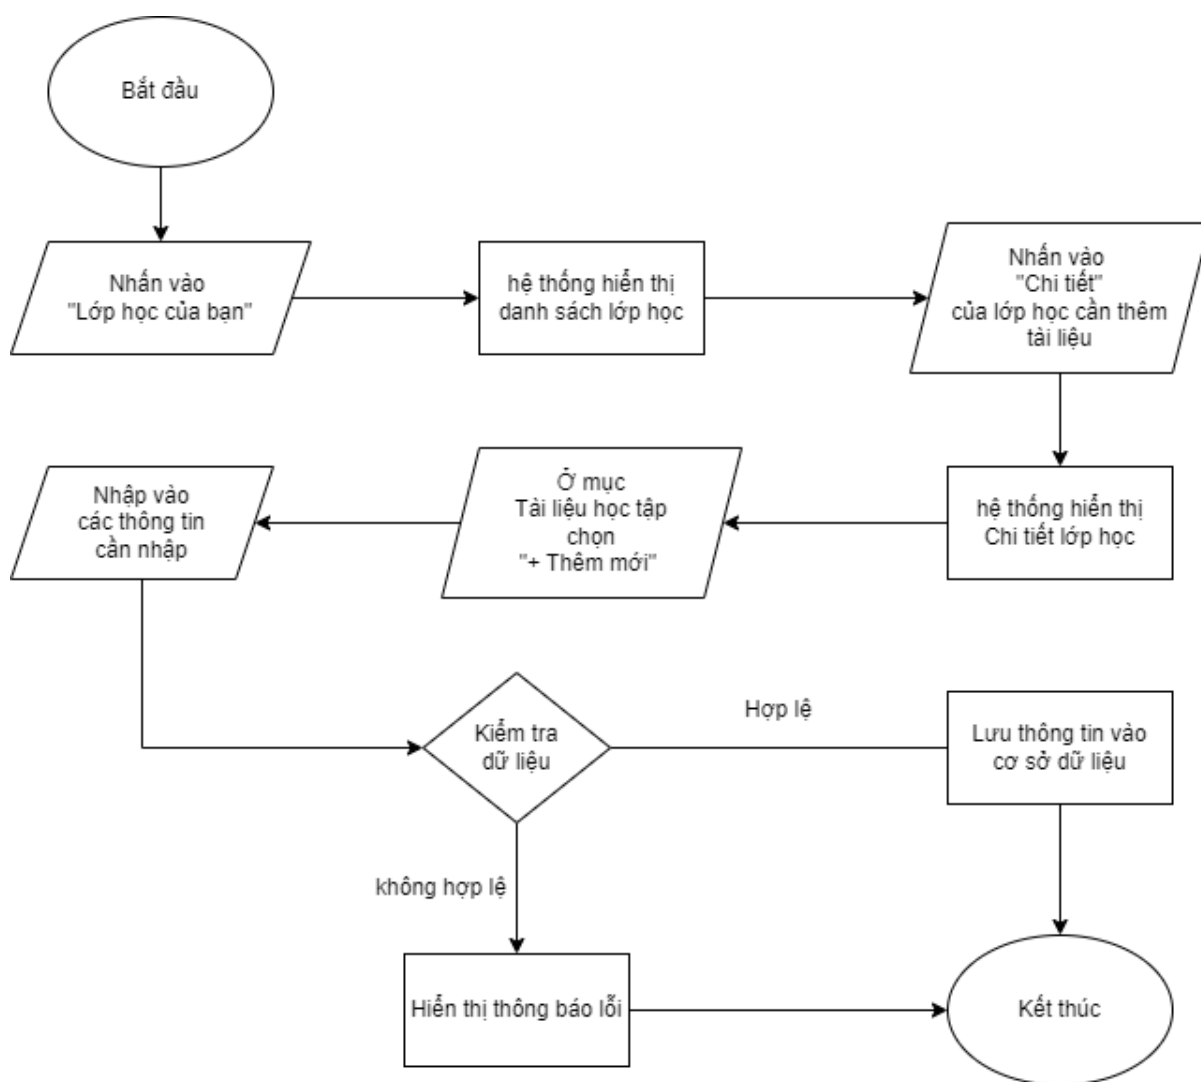 Bắt đầu
Nhấn vào
"Lớp học của bạn"
hệ thống hiển thị
danh sách lớp học
Nhấn vào
"Chi tiết"
của lớp học cần thêm
tài liệu
hệ thống hiển thị
Chi tiết lớp học
Ở mục
Tài liệu học tập
chọn
"+ Thêm mới"
Nhập vào
các thông tin
cần nhập
Kiểm tra
dữ liệu
Hợp lệ
Lưu thông tin vào
cơ sở dữ liệu
không hợp lệ
Hiển thị thông báo lỗi
Kết thúc